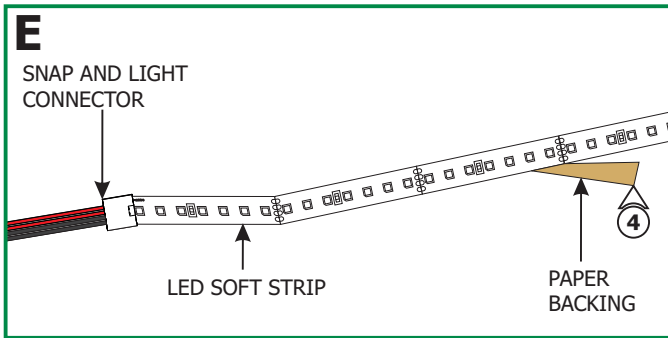 E
SNAP AND LIGHT
CONNECTOR
LED SOFT STRIP
PAPER
BACKING
4